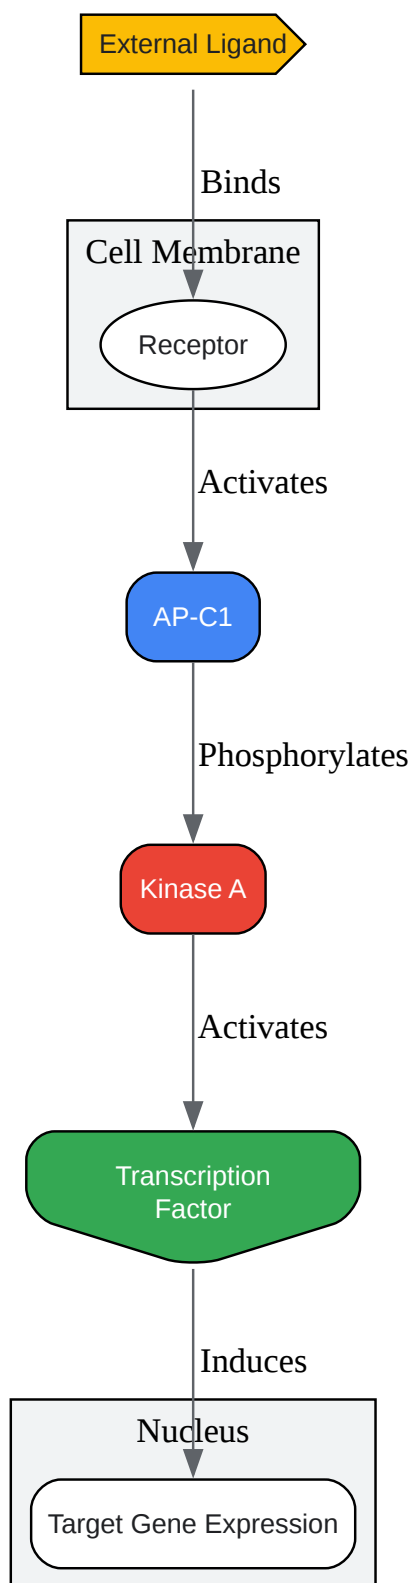 External Ligand
Binds
Cell Membrane
Receptor
Activates
AP-C1
Phosphorylates
Kinase A
Activates
Transcription
Factor
Induces
Nucleus
Target Gene Expression